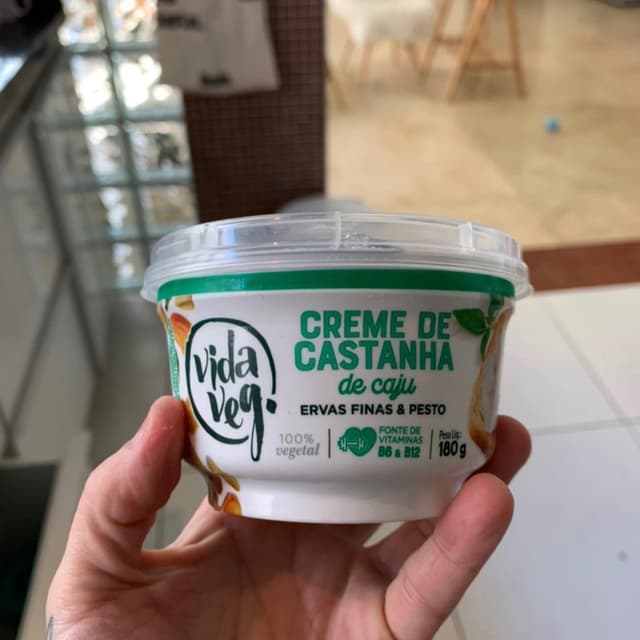 vida
veg.
CREME DE
CASTANHA
de caju
ERVAS FINAS & PESTO
100%
vegetal
FONTE DE
VITAMINAS
B6 & B12
Peso Líq.:
180 g